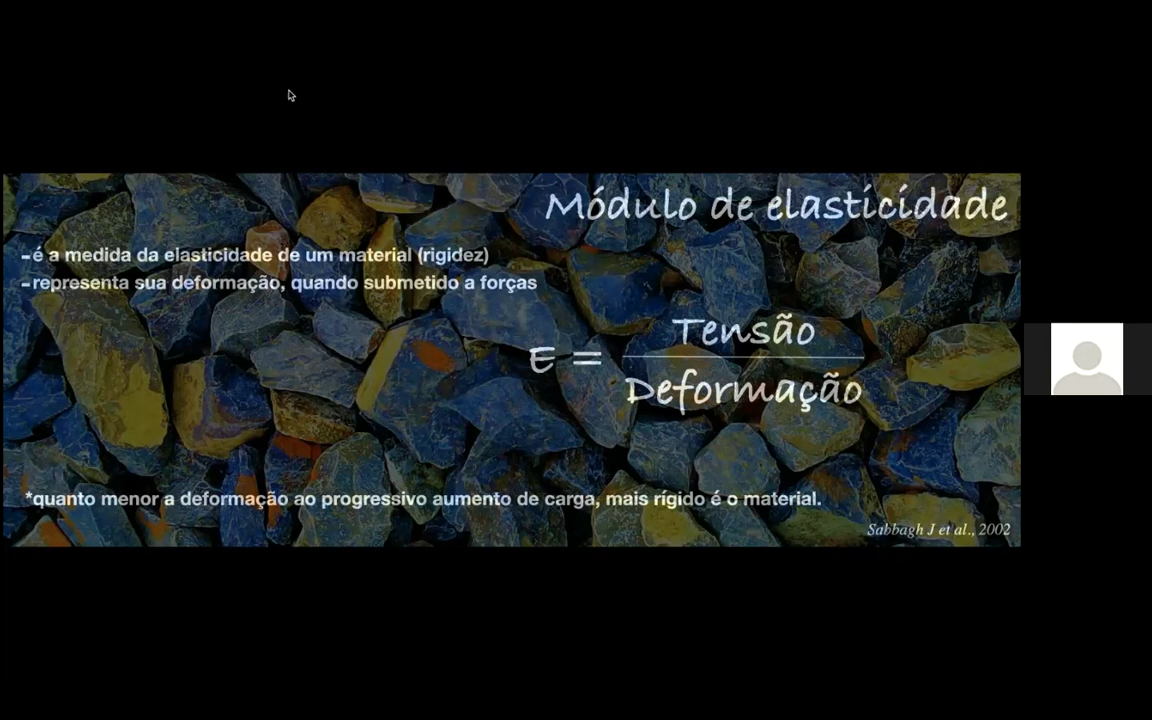 Módulo de elasticidade
-é a medida da elasticidade de um material (rigidez)
-representa sua deformação, quando submetido a forças
E = Tensão
Deformação
*quanto menor a deformação ao progressivo aumento de carga, mais rígido é o material.
Sabbagh J et al., 2002